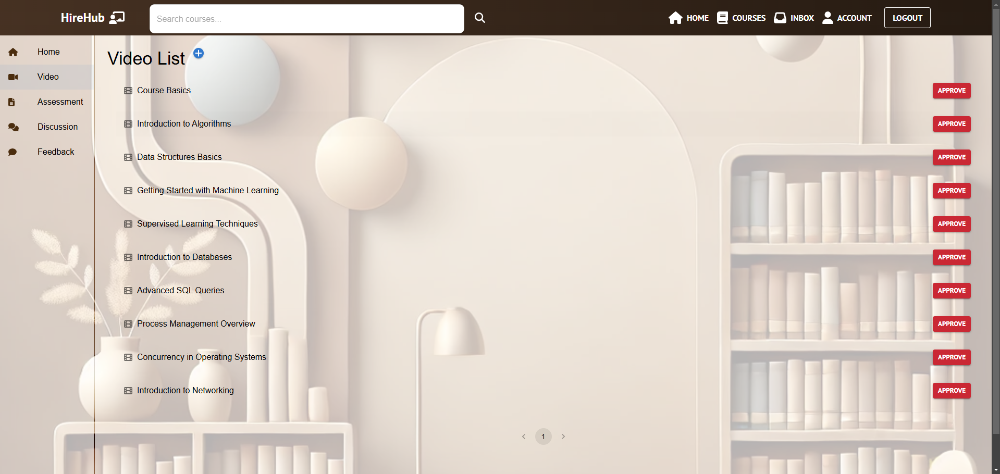 HireHub
Search courses...
HOME
COURSES
INBOX
ACCOUNT
LOGOUT
Home
Video
Assessment
Discussion
Feedback
Video List
Course Basics
APPROVE
Introduction to Algorithms
APPROVE
Data Structures Basics
APPROVE
Getting Started with Machine Learning
APPROVE
Supervised Learning Techniques
APPROVE
Introduction to Databases
APPROVE
Advanced SQL Queries
APPROVE
Process Management Overview
APPROVE
Concurrency in Operating Systems
APPROVE
Introduction to Networking
APPROVE
1